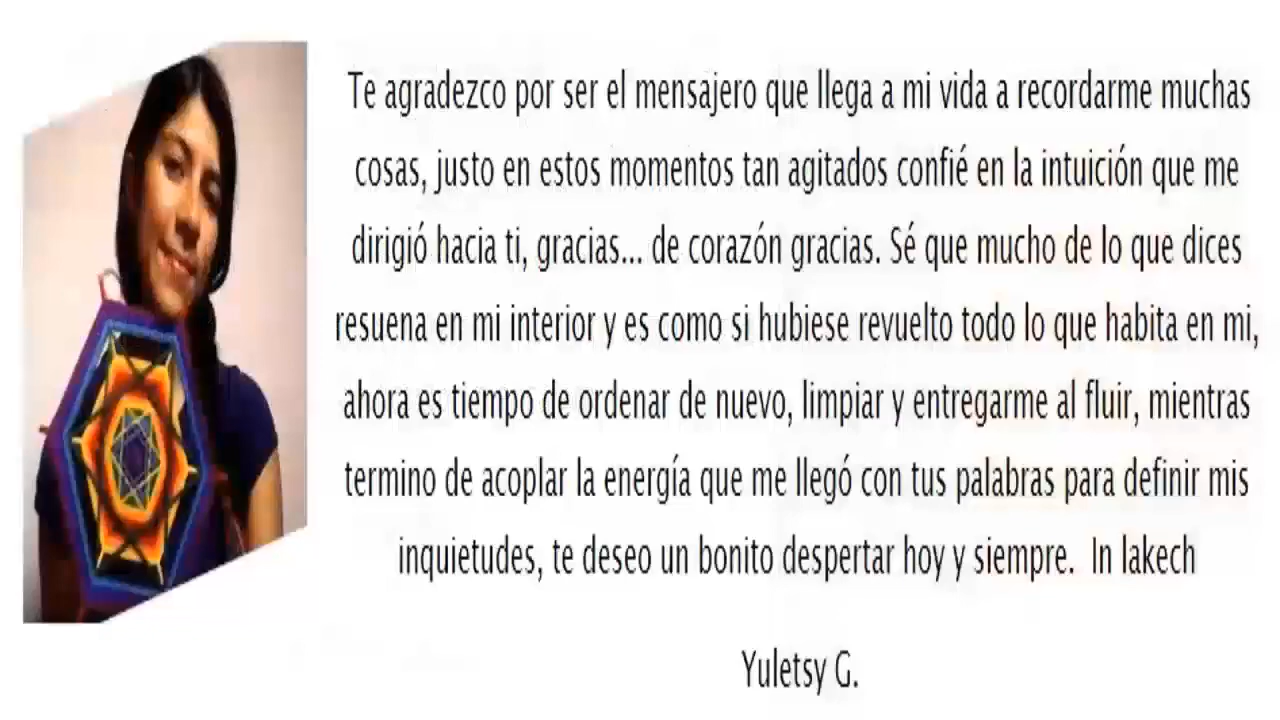 Te agradezco por ser el mensajero que llega a mi vida a recordarme muchas
cosas, justo en estos momentos tan agitados confié en la intuición que me
dirigió hacia ti, gracias... de corazón gracias. Sé que mucho de lo que dices
resuena en mi interior y es como si hubiese revuelto todo lo que habita en mi,
ahora es tiempo de ordenar de nuevo, limpiar y entregarme al fluir, mientras
termino de acoplar la energía que me llegó con tus palabras para definir mis
inquietudes, te deseo un bonito despertar hoy y siempre.  In lakech
Yuletsy G.